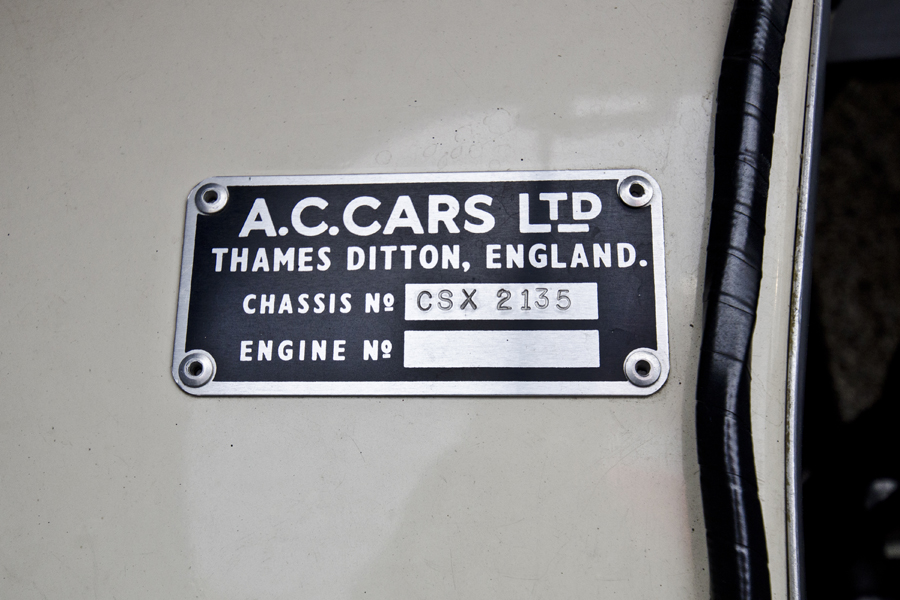 A.C.CARS LTD
THAMES DITTON, ENGLAND.
CHASSIS Nº CSX 2135
ENGINE Nº